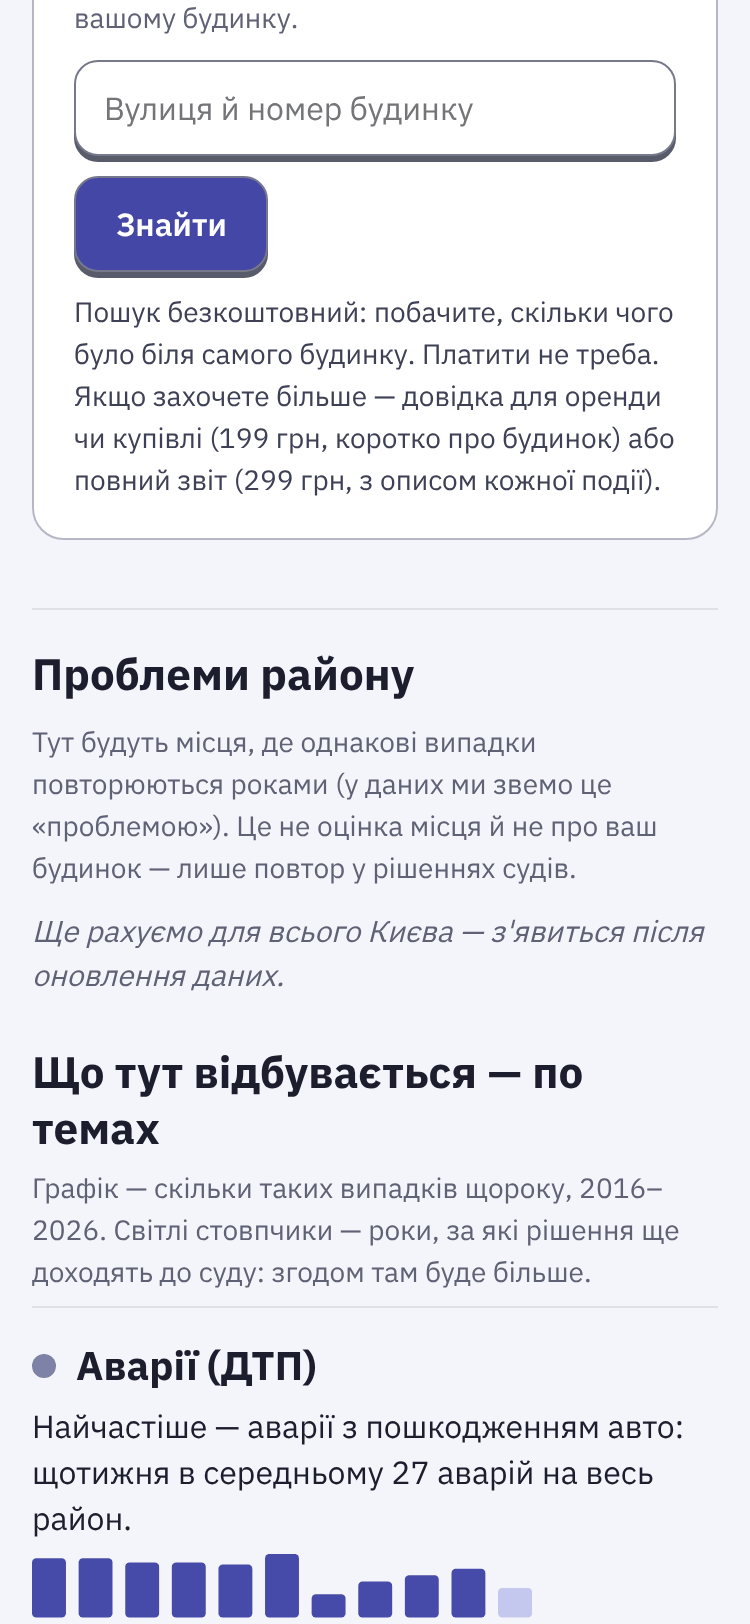 вашому будинку.
Вулиця й номер будинку
Знайти
Пошук безкоштовний: побачите, скільки чого
було біля самого будинку. Платити не треба.
Якщо захочете більше — довідка для оренди
чи купівлі (199 грн, коротко про будинок) або
повний звіт (299 грн, з описом кожної події).
Проблеми району
Тут будуть місця, де однакові випадки
повторюються роками (у даних ми звемо це
«проблемою»). Це не оцінка місця й не про ваш
будинок — лише повтор у рішеннях судів.
Ще рахуємо для всього Києва — з'явиться після
оновлення даних.
Що тут відбувається — по
темах
Графік — скільки таких випадків щороку, 2016–
2026. Світлі стовпчики — роки, за які рішення ще
доходять до суду: згодом там буде більше.
Аварії (ДТП)
Найчастіше — аварії з пошкодженням авто:
щотижня в середньому 27 аварій на весь
район.